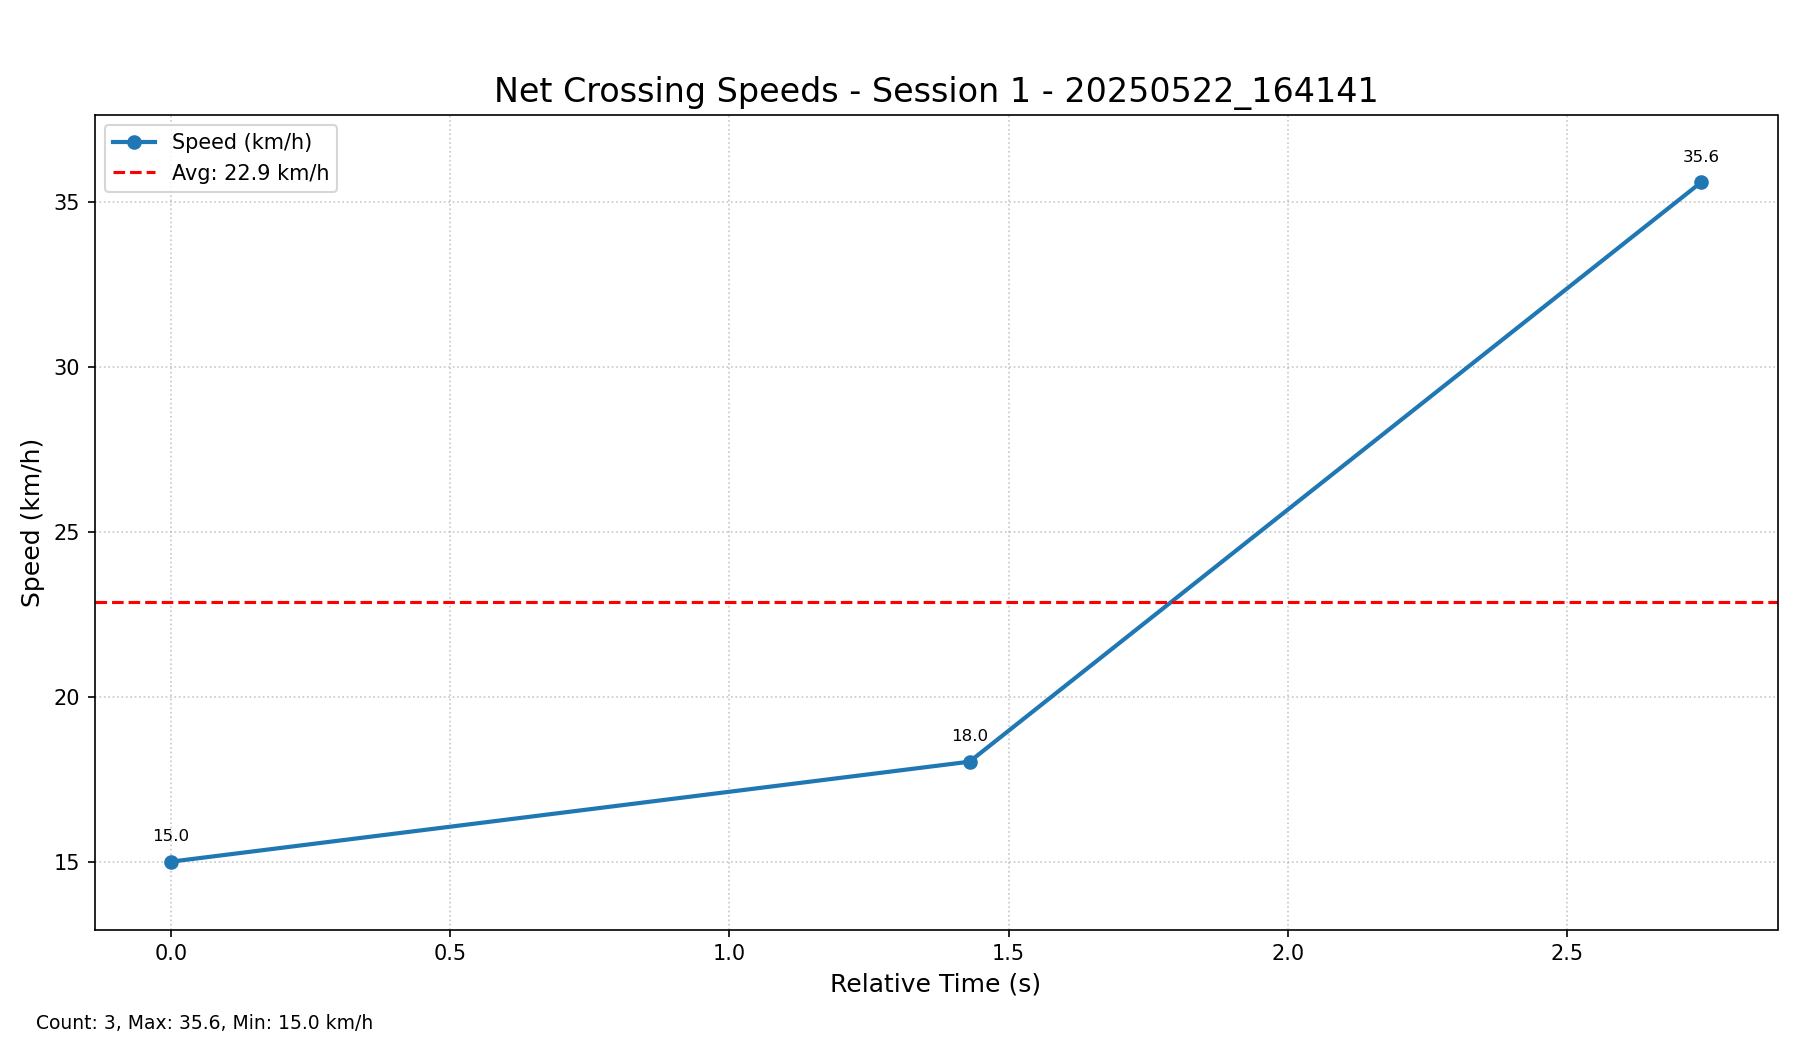 Net Crossing Speeds - Session 1 - 20250522_164141
Speed (km/h)
Avg: 22.9 km/h
35.6
18.0
15.0
35
30
25
20
15
Speed (km/h)
0.0
0.5
1.0
1.5
2.0
2.5
Relative Time (s)
Count: 3, Max: 35.6, Min: 15.0 km/h